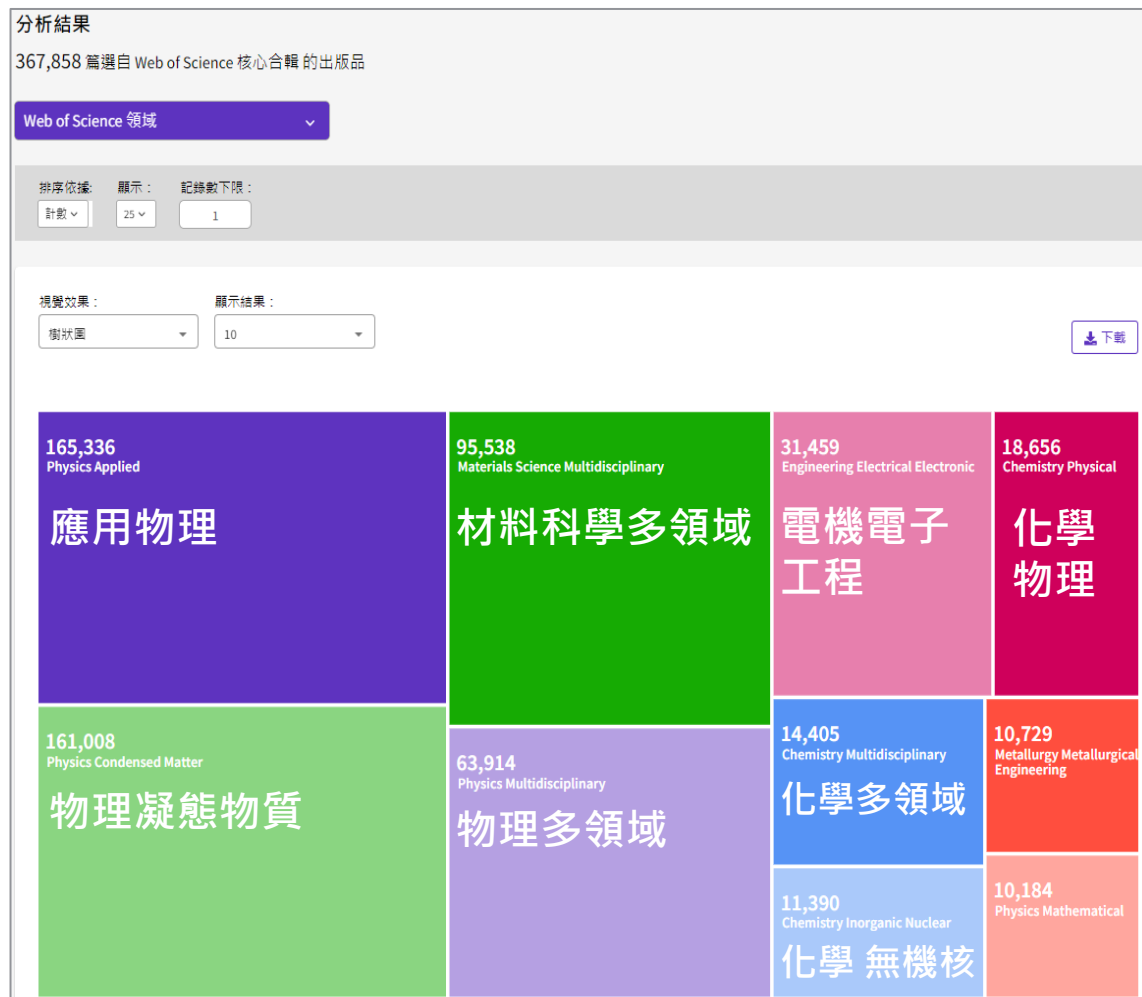 分析結果
367,858 篇選自 Web of Science 核心合輯 的出版品
Web of Science 領域
排序依據: 顯示： 記錄數下限：
計數 25 1
視覺效果： 顯示結果：
樹狀圖 10
下載
165,336
Physics Applied
應用物理
95,538
Materials Science Multidisciplinary
材料科學多領域
31,459
Engineering Electrical Electronic
電機電子
工程
18,656
Chemistry Physical
化學
物理
161,008
Physics Condensed Matter
物理凝態物質
63,914
Physics Multidisciplinary
物理多領域
14,405
Chemistry Multidisciplinary
化學多領域
10,729
Metallurgy Metallurgical
Engineering
11,390
Chemistry Inorganic Nuclear
化學 無機核
10,184
Physics Mathematical